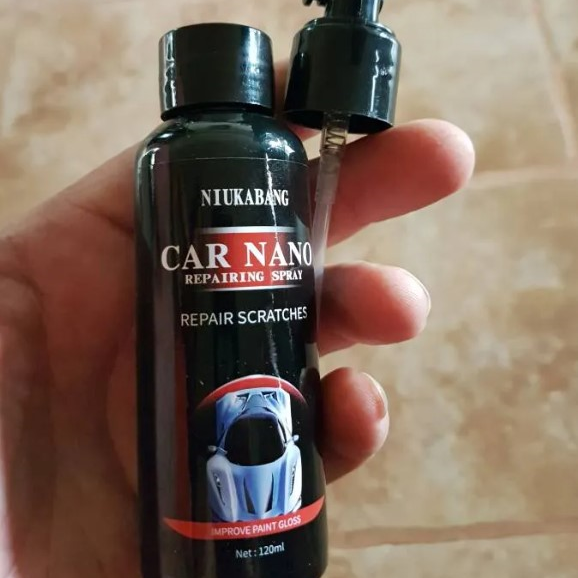 NIUKABANG
CAR NANO
REPAIRING SPRAY
REPAIR SCRATCHES
IMPROVE PAINT GLOSS
Net : 120ml